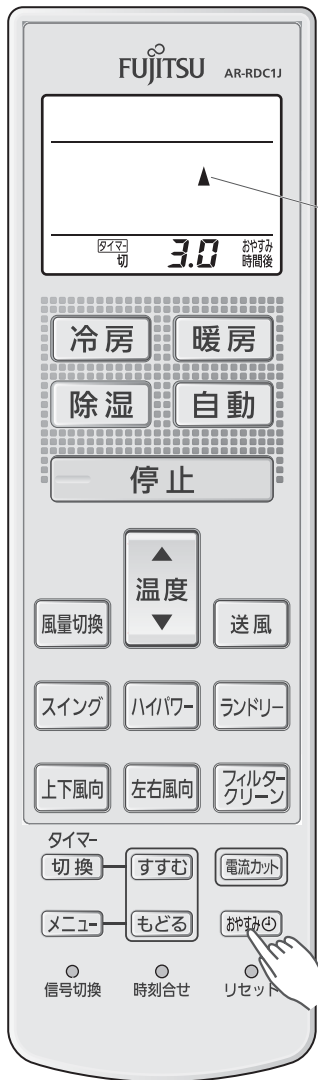 FUJITSU AR-RDC1J
▲
タイマー 切 3.0 おやすみ 時間後
冷房 暖房
除湿 自動
停止
▲
温度
▼
風量切換 送風
スイング ハイパワー ランドリー
上下風向 左右風向 フィルタークリーン
タイマー
切換 すすむ 電流カット
メニュー もどる おやすみ
信号切換 時刻合せ リセット